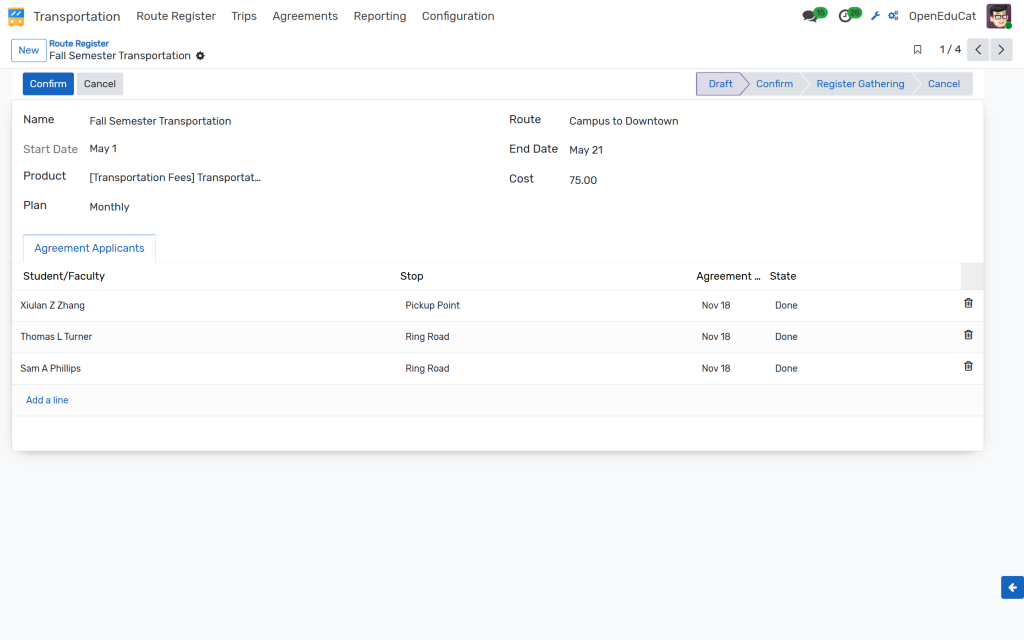 Transportation Route Register Trips Agreements Reporting Configuration 15 28 OpenEduCat
New Route Register
Fall Semester Transportation 1 / 4
Confirm Cancel Draft Confirm Register Gathering Cancel
Name Fall Semester Transportation Route Campus to Downtown
Start Date May 1 End Date May 21
Product [Transportation Fees] Transportat... Cost 75.00
Plan Monthly
Agreement Applicants
Student/Faculty Stop Agreement ... State
Xiulan Z Zhang Pickup Point Nov 18 Done
Thomas L Turner Ring Road Nov 18 Done
Sam A Phillips Ring Road Nov 18 Done
Add a line